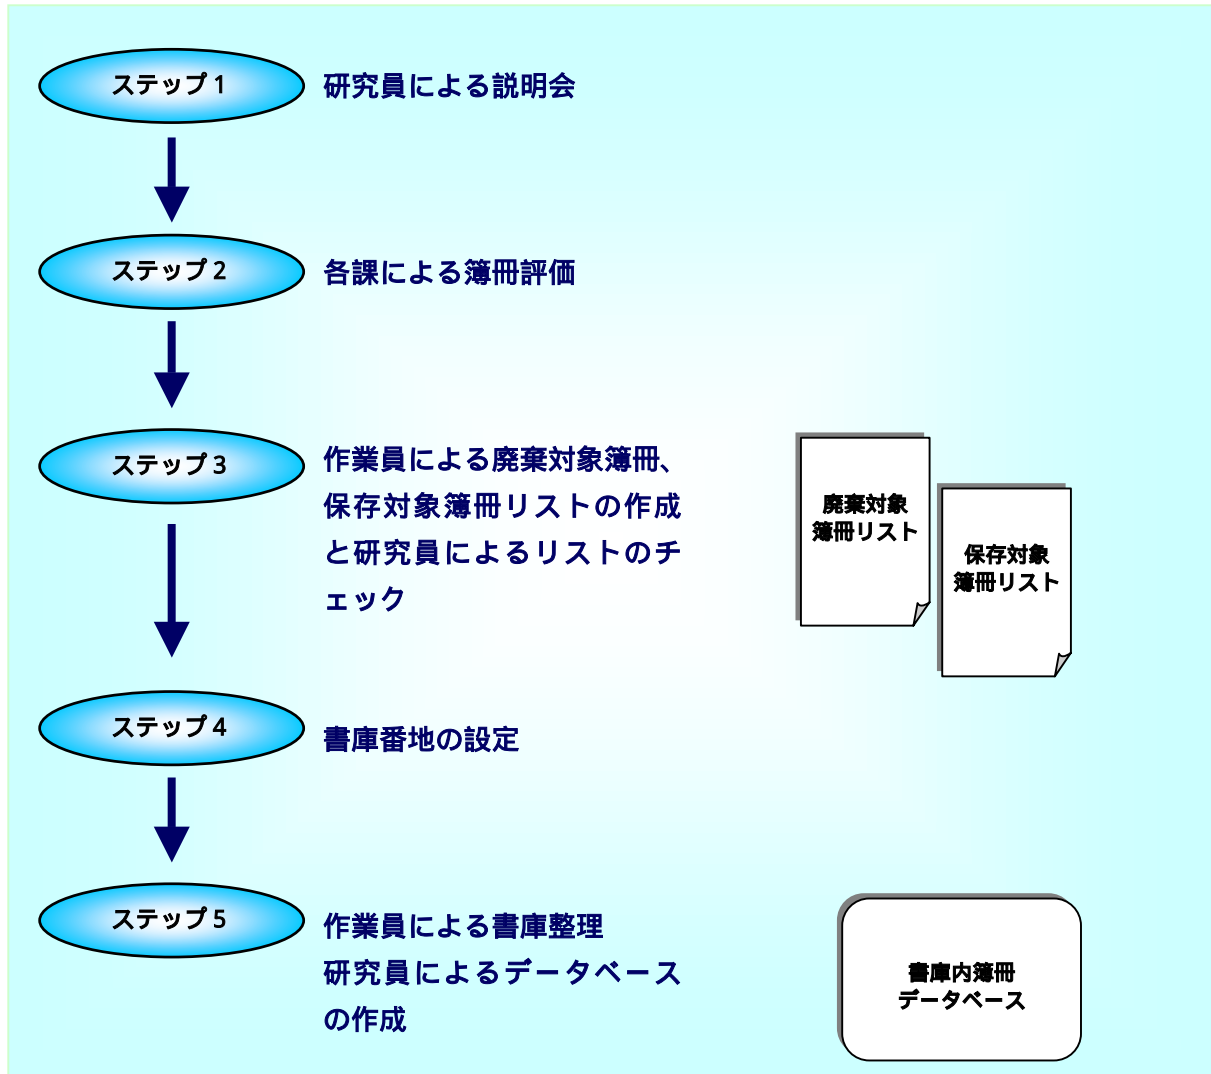 ステップ1
研究員による説明会
ステップ2
各課による簿冊評価
ステップ3
作業員による廃棄対象簿冊、
保存対象簿冊リストの作成
と研究員によるリストのチ
ェック
廃棄対象
簿冊リスト
保存対象
簿冊リスト
ステップ4
書庫番地の設定
ステップ5
作業員による書庫整理
研究員によるデータベース
の作成
書庫内簿冊
データベース